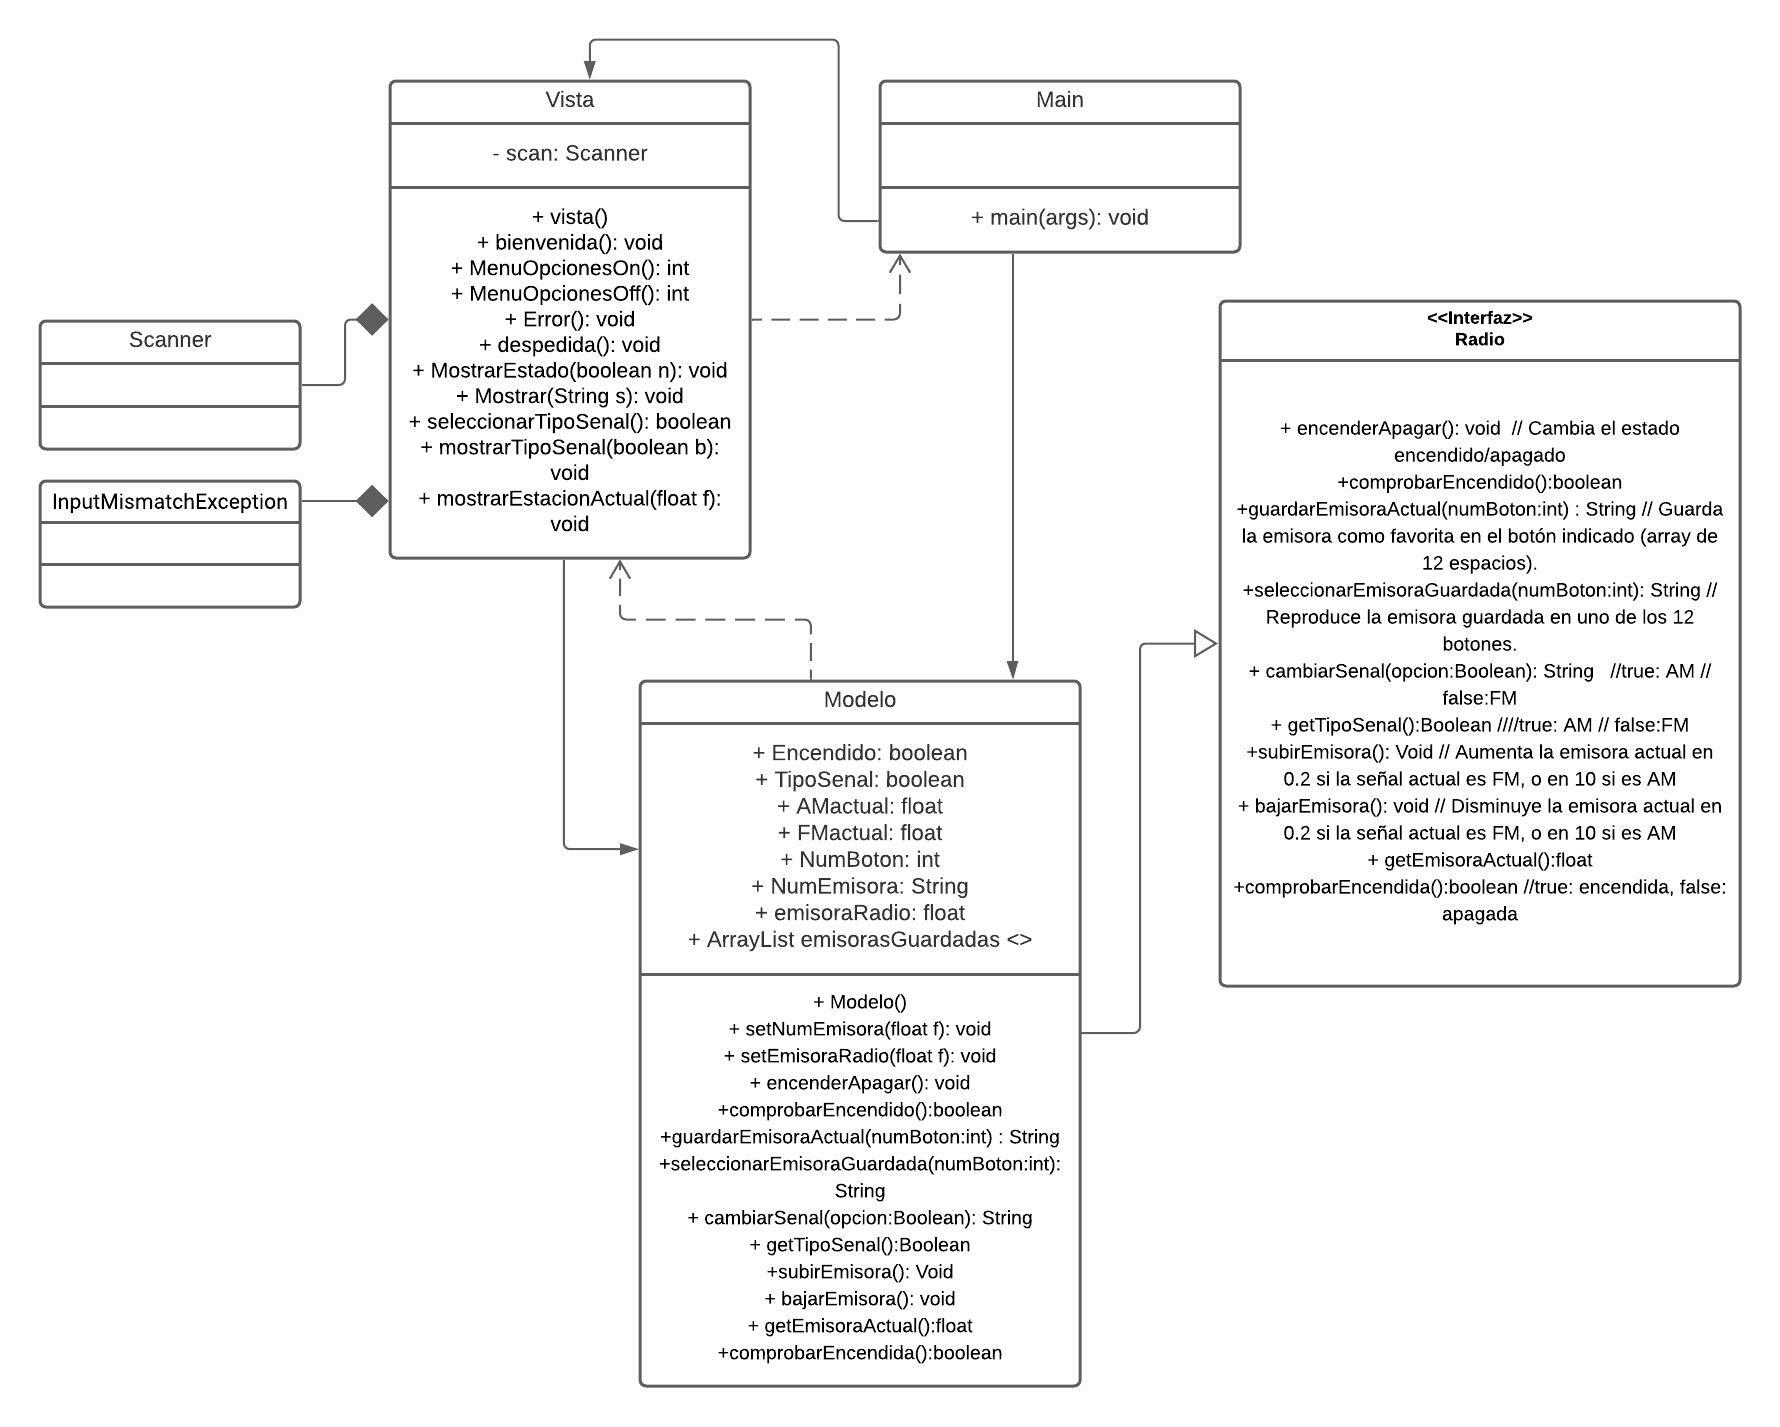 Vista
- scan: Scanner
+ vista()
+ bienvenida(): void
+ MenuOpcionesOn(): int
+ MenuOpcionesOff(): int
+ Error(): void
+ despedida(): void
+ MostrarEstado(boolean n): void
+ Mostrar(String s): void
+ seleccionarTipoSenal(): boolean
+ mostrarTipoSenal(boolean b):
void
+ mostrarEstacionActual(float f):
void
Main
+ main(args): void
Scanner
InputMismatchException
<<Interfaz>>
Radio
+ encenderApagar(): void  // Cambia el estado
encendido/apagado
+comprobarEncendido():boolean
+guardarEmisoraActual(numBoton:int) : String // Guarda
la emisora como favorita en el botón indicado (array de
12 espacios).
+seleccionarEmisoraGuardada(numBoton:int): String //
Reproduce la emisora guardada en uno de los 12
botones.
+ cambiarSenal(opcion:Boolean): String   //true: AM //
false:FM
+ getTipoSenal():Boolean ////true: AM // false:FM
+subirEmisora(): Void // Aumenta la emisora actual en
0.2 si la señal actual es FM, o en 10 si es AM
+ bajarEmisora(): void // Disminuye la emisora actual en
0.2 si la señal actual es FM, o en 10 si es AM
+ getEmisoraActual():float
+comprobarEncendida():boolean //true: encendida, false:
apagada
Modelo
+ Encendido: boolean
+ TipoSenal: boolean
+ AMactual: float
+ FMactual: float
+ NumBoton: int
+ NumEmisora: String
+ emisoraRadio: float
+ ArrayList emisorasGuardadas <>
+ Modelo()
+ setNumEmisora(float f): void
+ setEmisoraRadio(float f): void
+ encenderApagar(): void
+comprobarEncendido():boolean
+guardarEmisoraActual(numBoton:int) : String
+seleccionarEmisoraGuardada(numBoton:int):
String
+ cambiarSenal(opcion:Boolean): String
+ getTipoSenal():Boolean
+subirEmisora(): Void
+ bajarEmisora(): void
+ getEmisoraActual():float
+comprobarEncendida():boolean